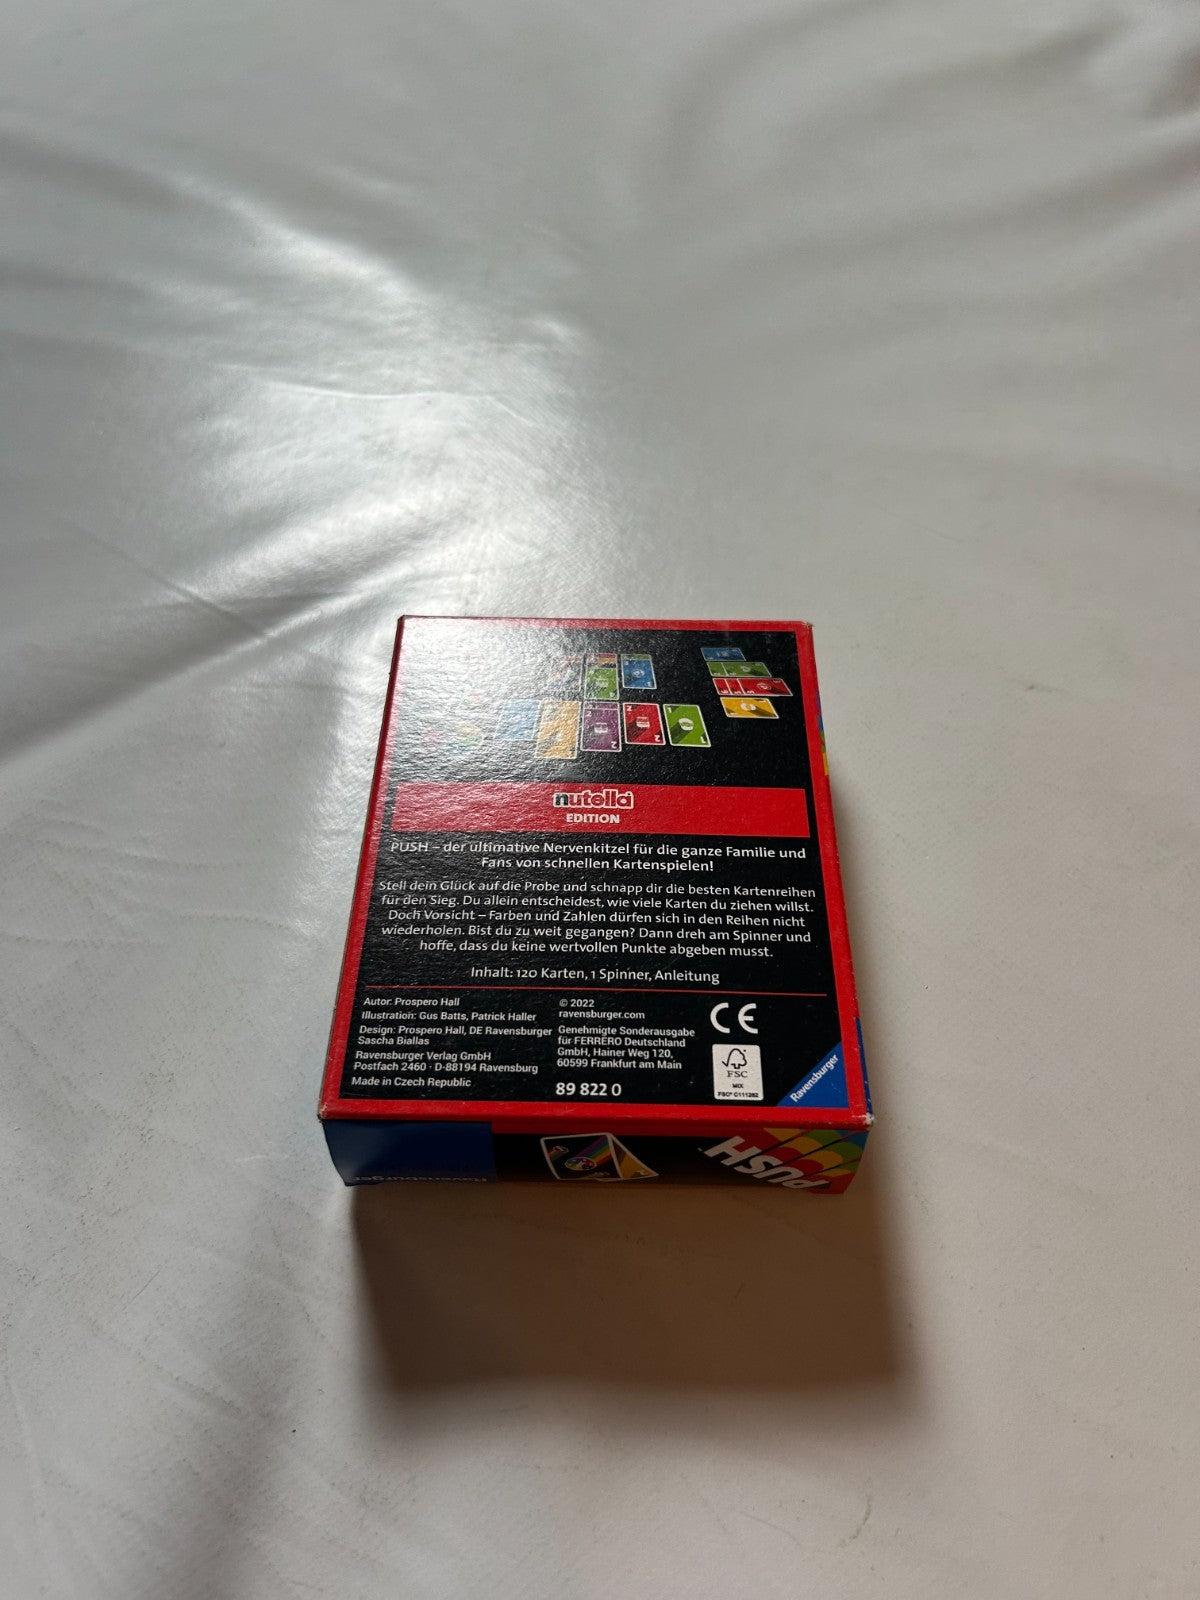 nutella
EDITION
PUSH – der ultimative Nervenkitzel für die ganze Familie und
Fans von schnellen Kartenspielen!
Stell dein Glück auf die Probe und schnapp dir die besten Kartenreihen
für den Sieg. Du allein entscheidest, wie viele Karten du ziehen willst.
Doch Vorsicht – Farben und Zahlen dürfen sich in den Reihen nicht
wiederholen. Bist du zu weit gegangen? Dann dreh am Spinner und
hoffe, dass du keine wertvollen Punkte abgeben musst.
Inhalt: 120 Karten, 1 Spinner, Anleitung
Autor: Prospero Hall
Illustration: Gus Batts, Patrick Haller
Design: Prospero Hall, DE Ravensburger
Sascha Biallas
Ravensburger Verlag GmbH
Postfach 2460 · D-88194 Ravensburg
Made in Czech Republic
© 2022
ravensburger.com
Genehmigte Sonderausgabe
für FERRERO Deutschland
GmbH, Hainer Weg 120,
60599 Frankfurt am Main
89 822 0
CE
FSC
MIX
FSC® C111262
Ravensburger
Ravensburger
PUSH